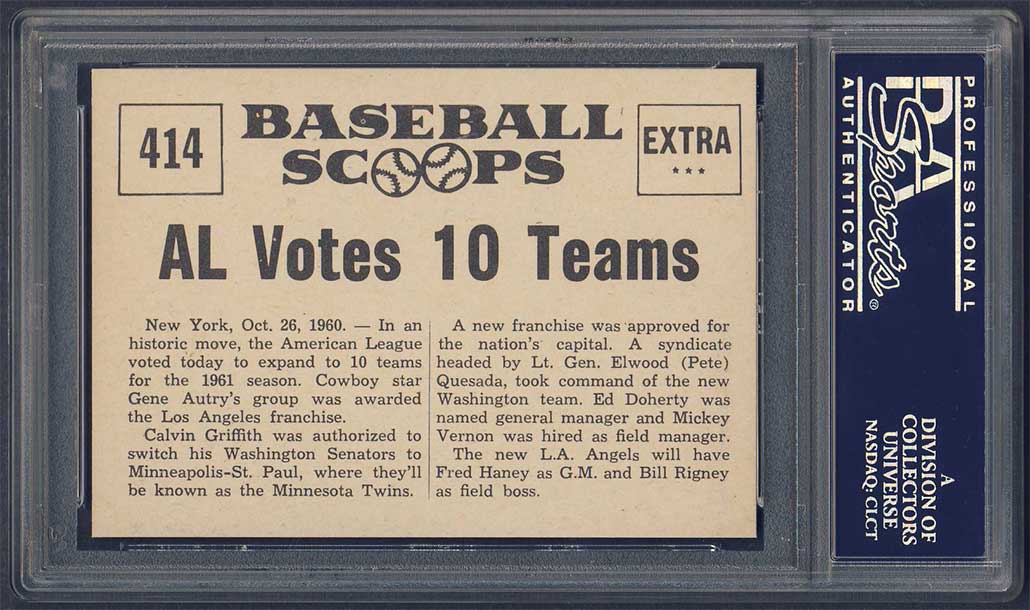 414
BASEBALL
SCOOPS
EXTRA
***
AL Votes 10 Teams
New York, Oct. 26, 1960. — In an
historic move, the American League
voted today to expand to 10 teams
for the 1961 season. Cowboy star
Gene Autry's group was awarded
the Los Angeles franchise.
Calvin Griffith was authorized to
switch his Washington Senators to
Minneapolis-St. Paul, where they'll
be known as the Minnesota Twins.
A new franchise was approved for
the nation's capital. A syndicate
headed by Lt. Gen. Elwood (Pete)
Quesada, took command of the new
Washington team. Ed Doherty was
named general manager and Mickey
Vernon was hired as field manager.
The new L.A. Angels will have
Fred Haney as G.M. and Bill Rigney
as field boss.
PROFESSIONAL
PSA
Sports®
AUTHENTICATOR
A
DIVISION OF
COLLECTORS
UNIVERSE
NASDAQ: CLCT